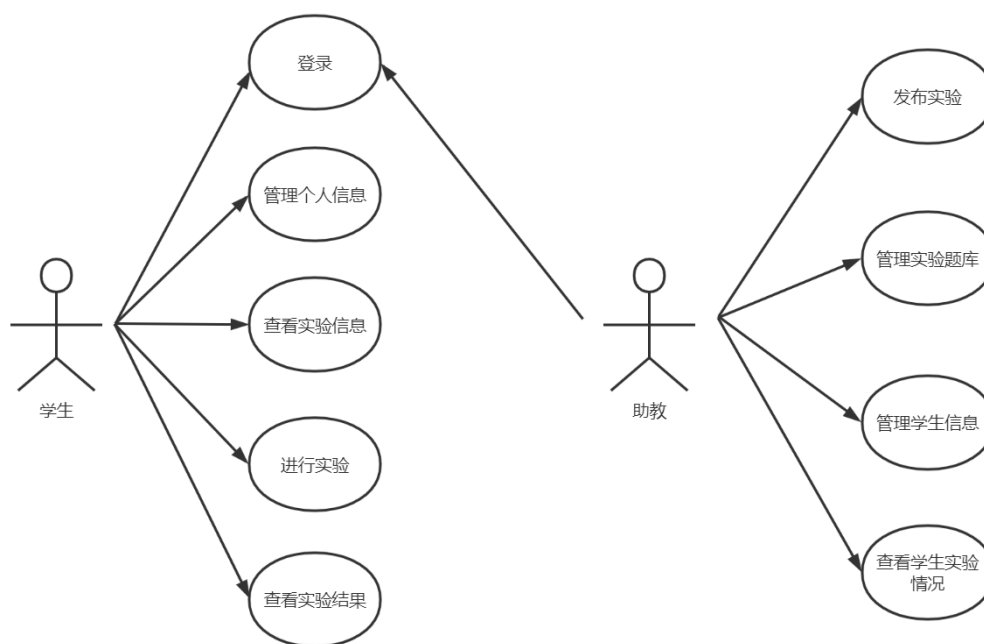 登录
管理个人信息
查看实验信息
进行实验
查看实验结果
学生
助教
发布实验
管理实验题库
管理学生信息
查看学生实验
情况